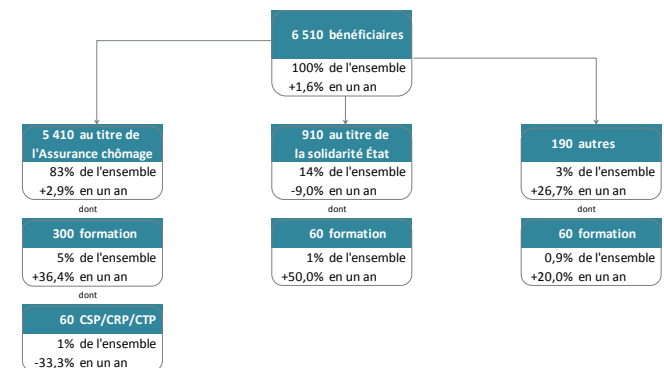 6 510 bénéficiaires
100% de l'ensemble
+1,6% en un an
5 410 au titre de
l'Assurance chômage
83% de l'ensemble
+2,9% en un an
dont
300 formation
5% de l'ensemble
+36,4% en un an
dont
60 CSP/CRP/CTP
1% de l'ensemble
-33,3% en un an
910 au titre de
la solidarité État
14% de l'ensemble
-9,0% en un an
dont
60 formation
1% de l'ensemble
+50,0% en un an
190 autres
3% de l'ensemble
+26,7% en un an
dont
60 formation
0,9% de l'ensemble
+20,0% en un an